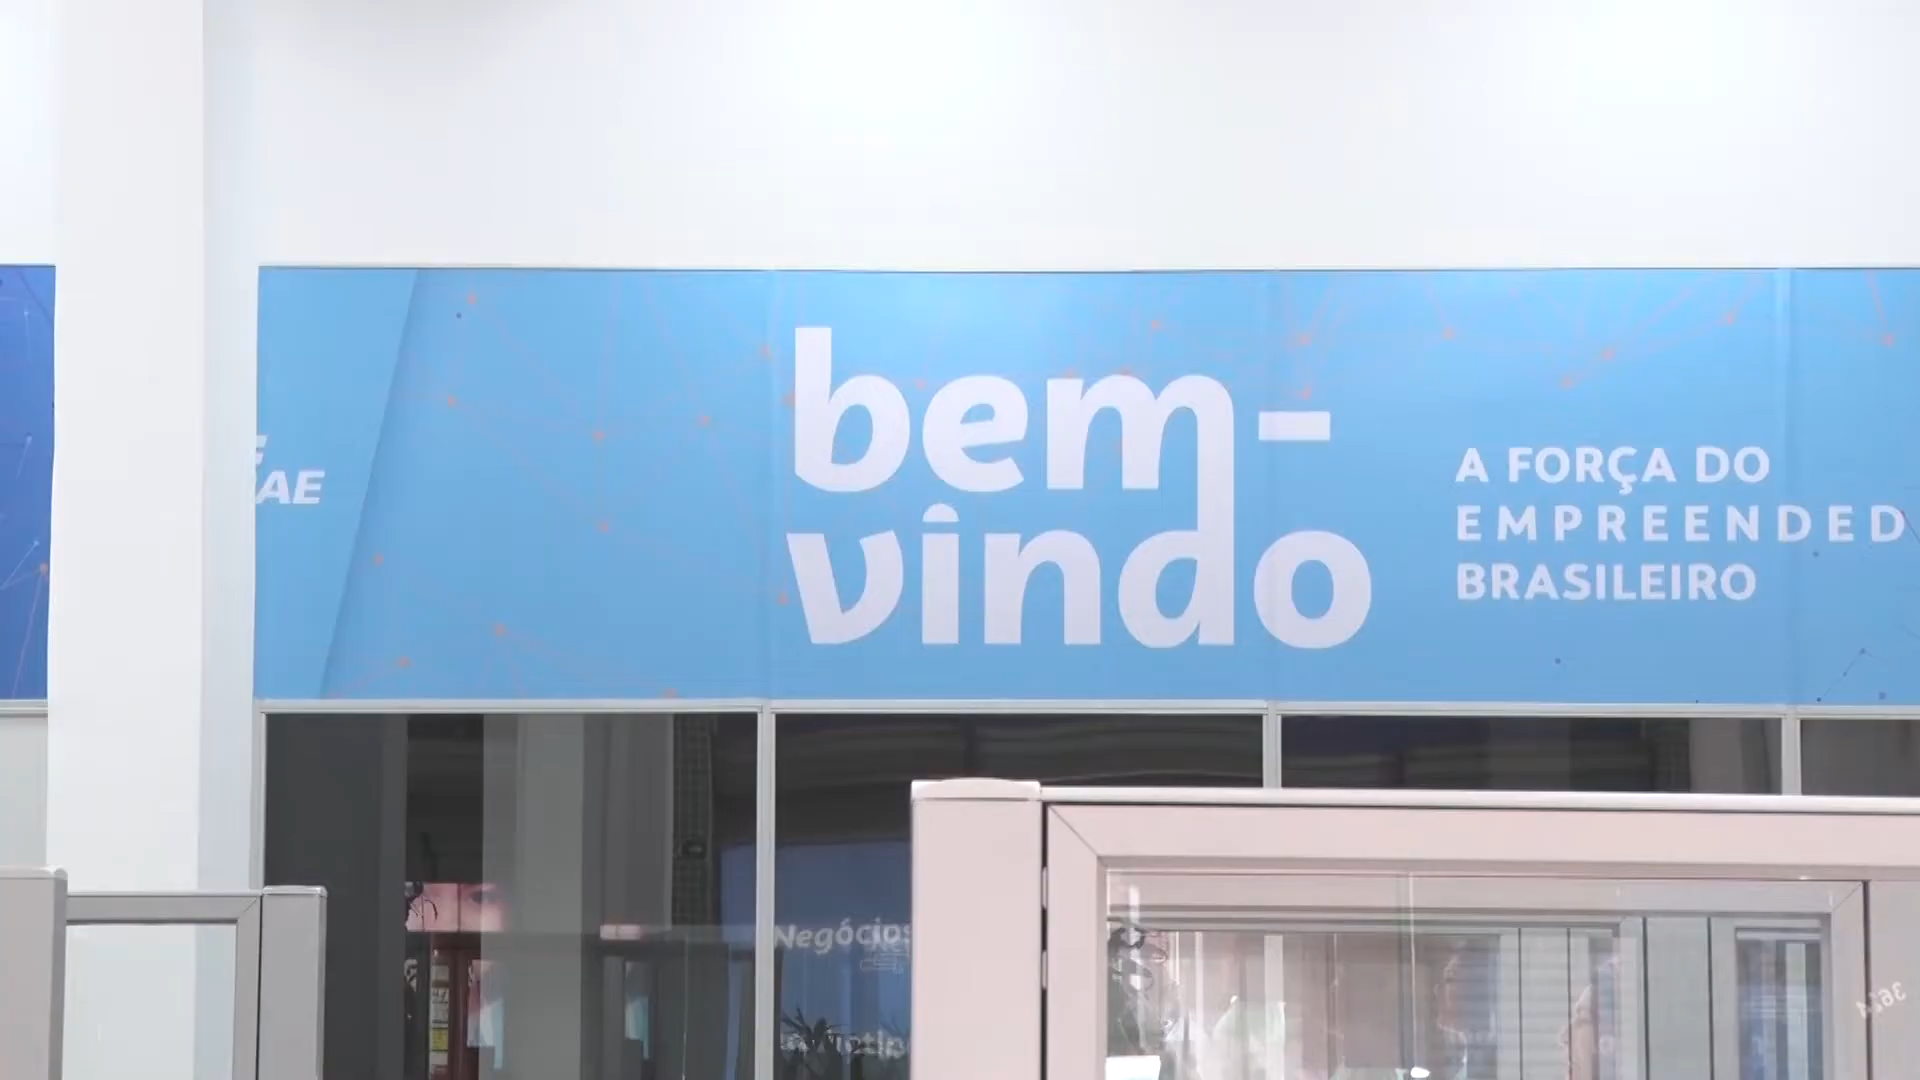 AE
bem-
vindo
A FORÇA DO
EMPREENDED
BRASILEIRO
Negócios